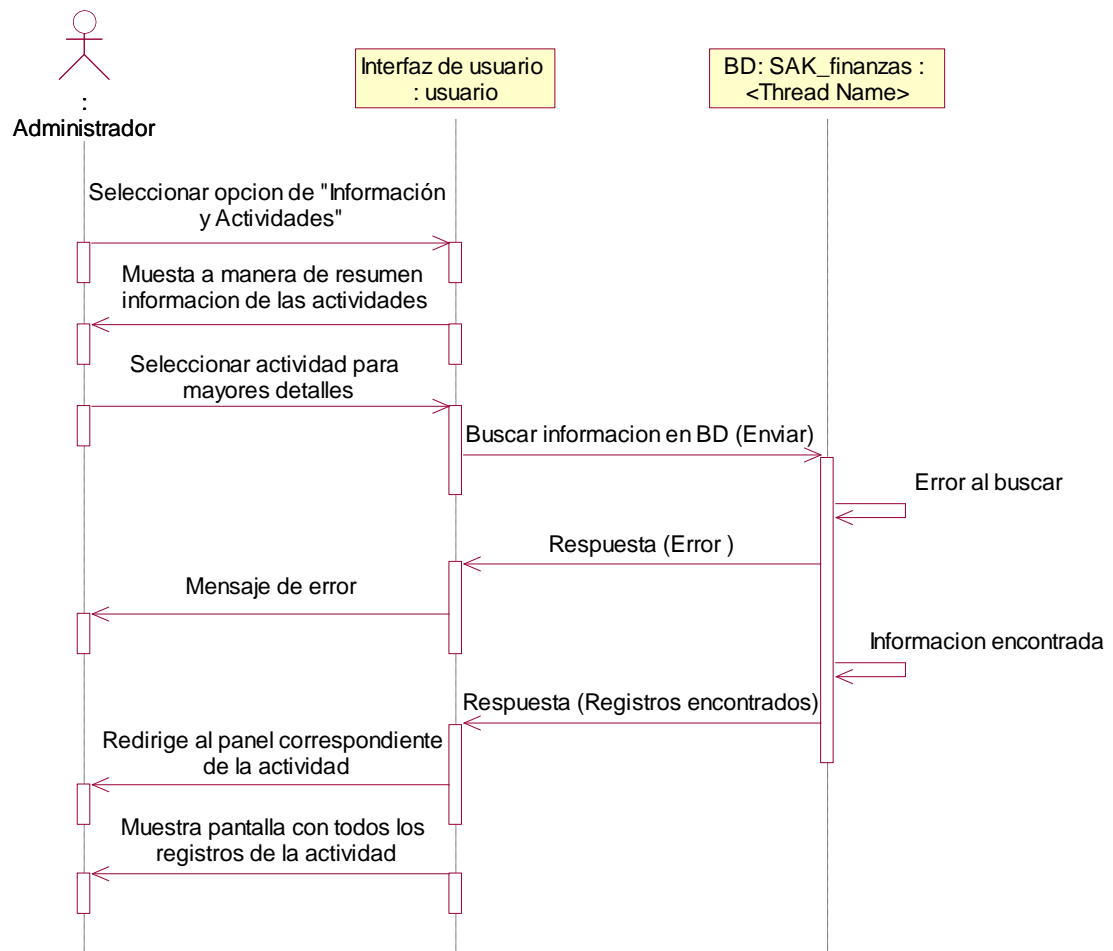 :
Administrador
Interfaz de usuario
: usuario
BD: SAK_finanzas :
<Thread Name>
Seleccionar opcion de "Información
y Actividades"
Muesta a manera de resumen
informacion de las actividades
Seleccionar actividad para
mayores detalles
Buscar informacion en BD (Enviar)
Error al buscar
Respuesta (Error )
Mensaje de error
Informacion encontrada
Respuesta (Registros encontrados)
Redirige al panel correspondiente
de la actividad
Muestra pantalla con todos los
registros de la actividad